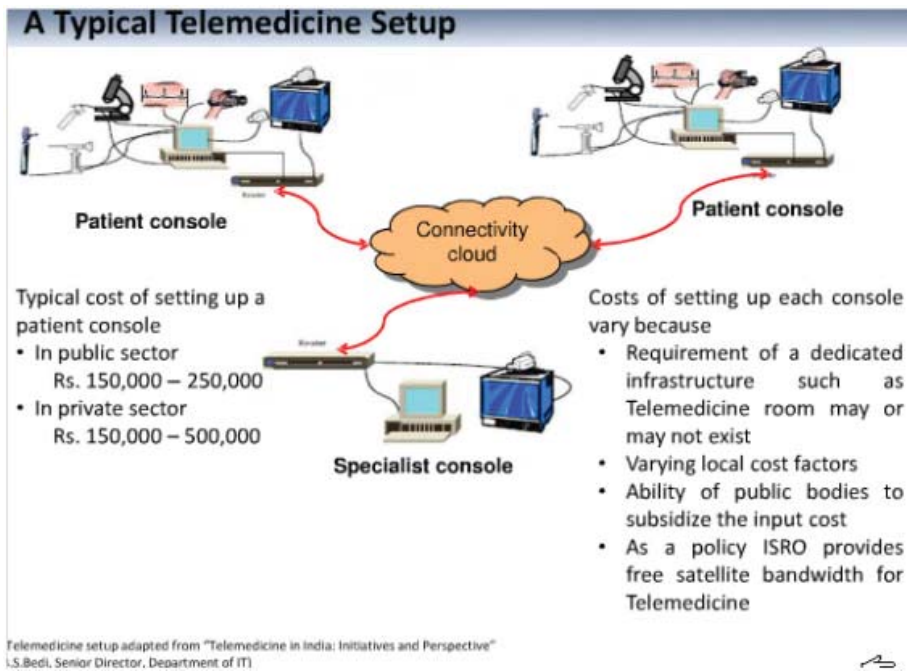 A Typical Telemedicine Setup
Patient console
Patient console
Connectivity
cloud
Typical cost of setting up a
patient console
• In public sector
Rs. 150,000 – 250,000
• In private sector
Rs. 150,000 – 500,000
Specialist console
Costs of setting up each console
vary because
• Requirement of a dedicated
infrastructure such as
Telemedicine room may or
may not exist
• Varying local cost factors
• Ability of public bodies to
subsidize the input cost
• As a policy ISRO provides
free satellite bandwidth for
Telemedicine
Telemedicine setup adapted from "Telemedicine in India: Initiatives and Perspective"
.S.Bedi, Senior Director, Department of IT)